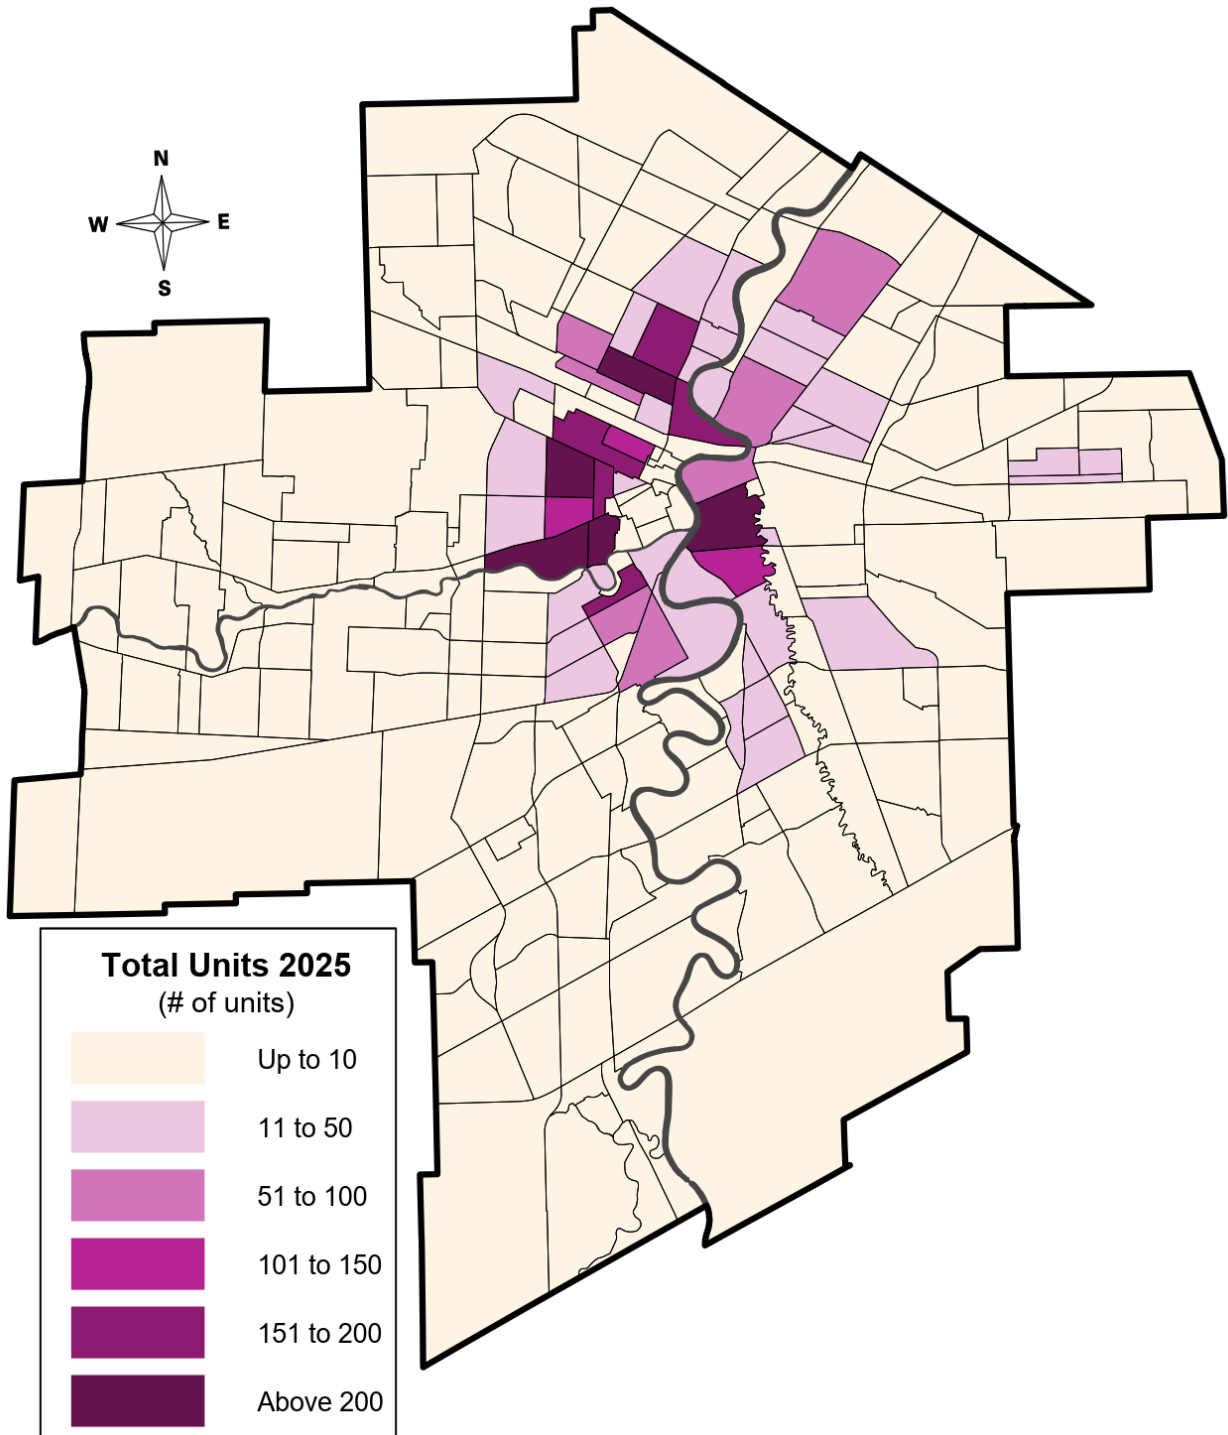 N
W E
S
Total Units 2025
(# of units)
Up to 10
11 to 50
51 to 100
101 to 150
151 to 200
Above 200